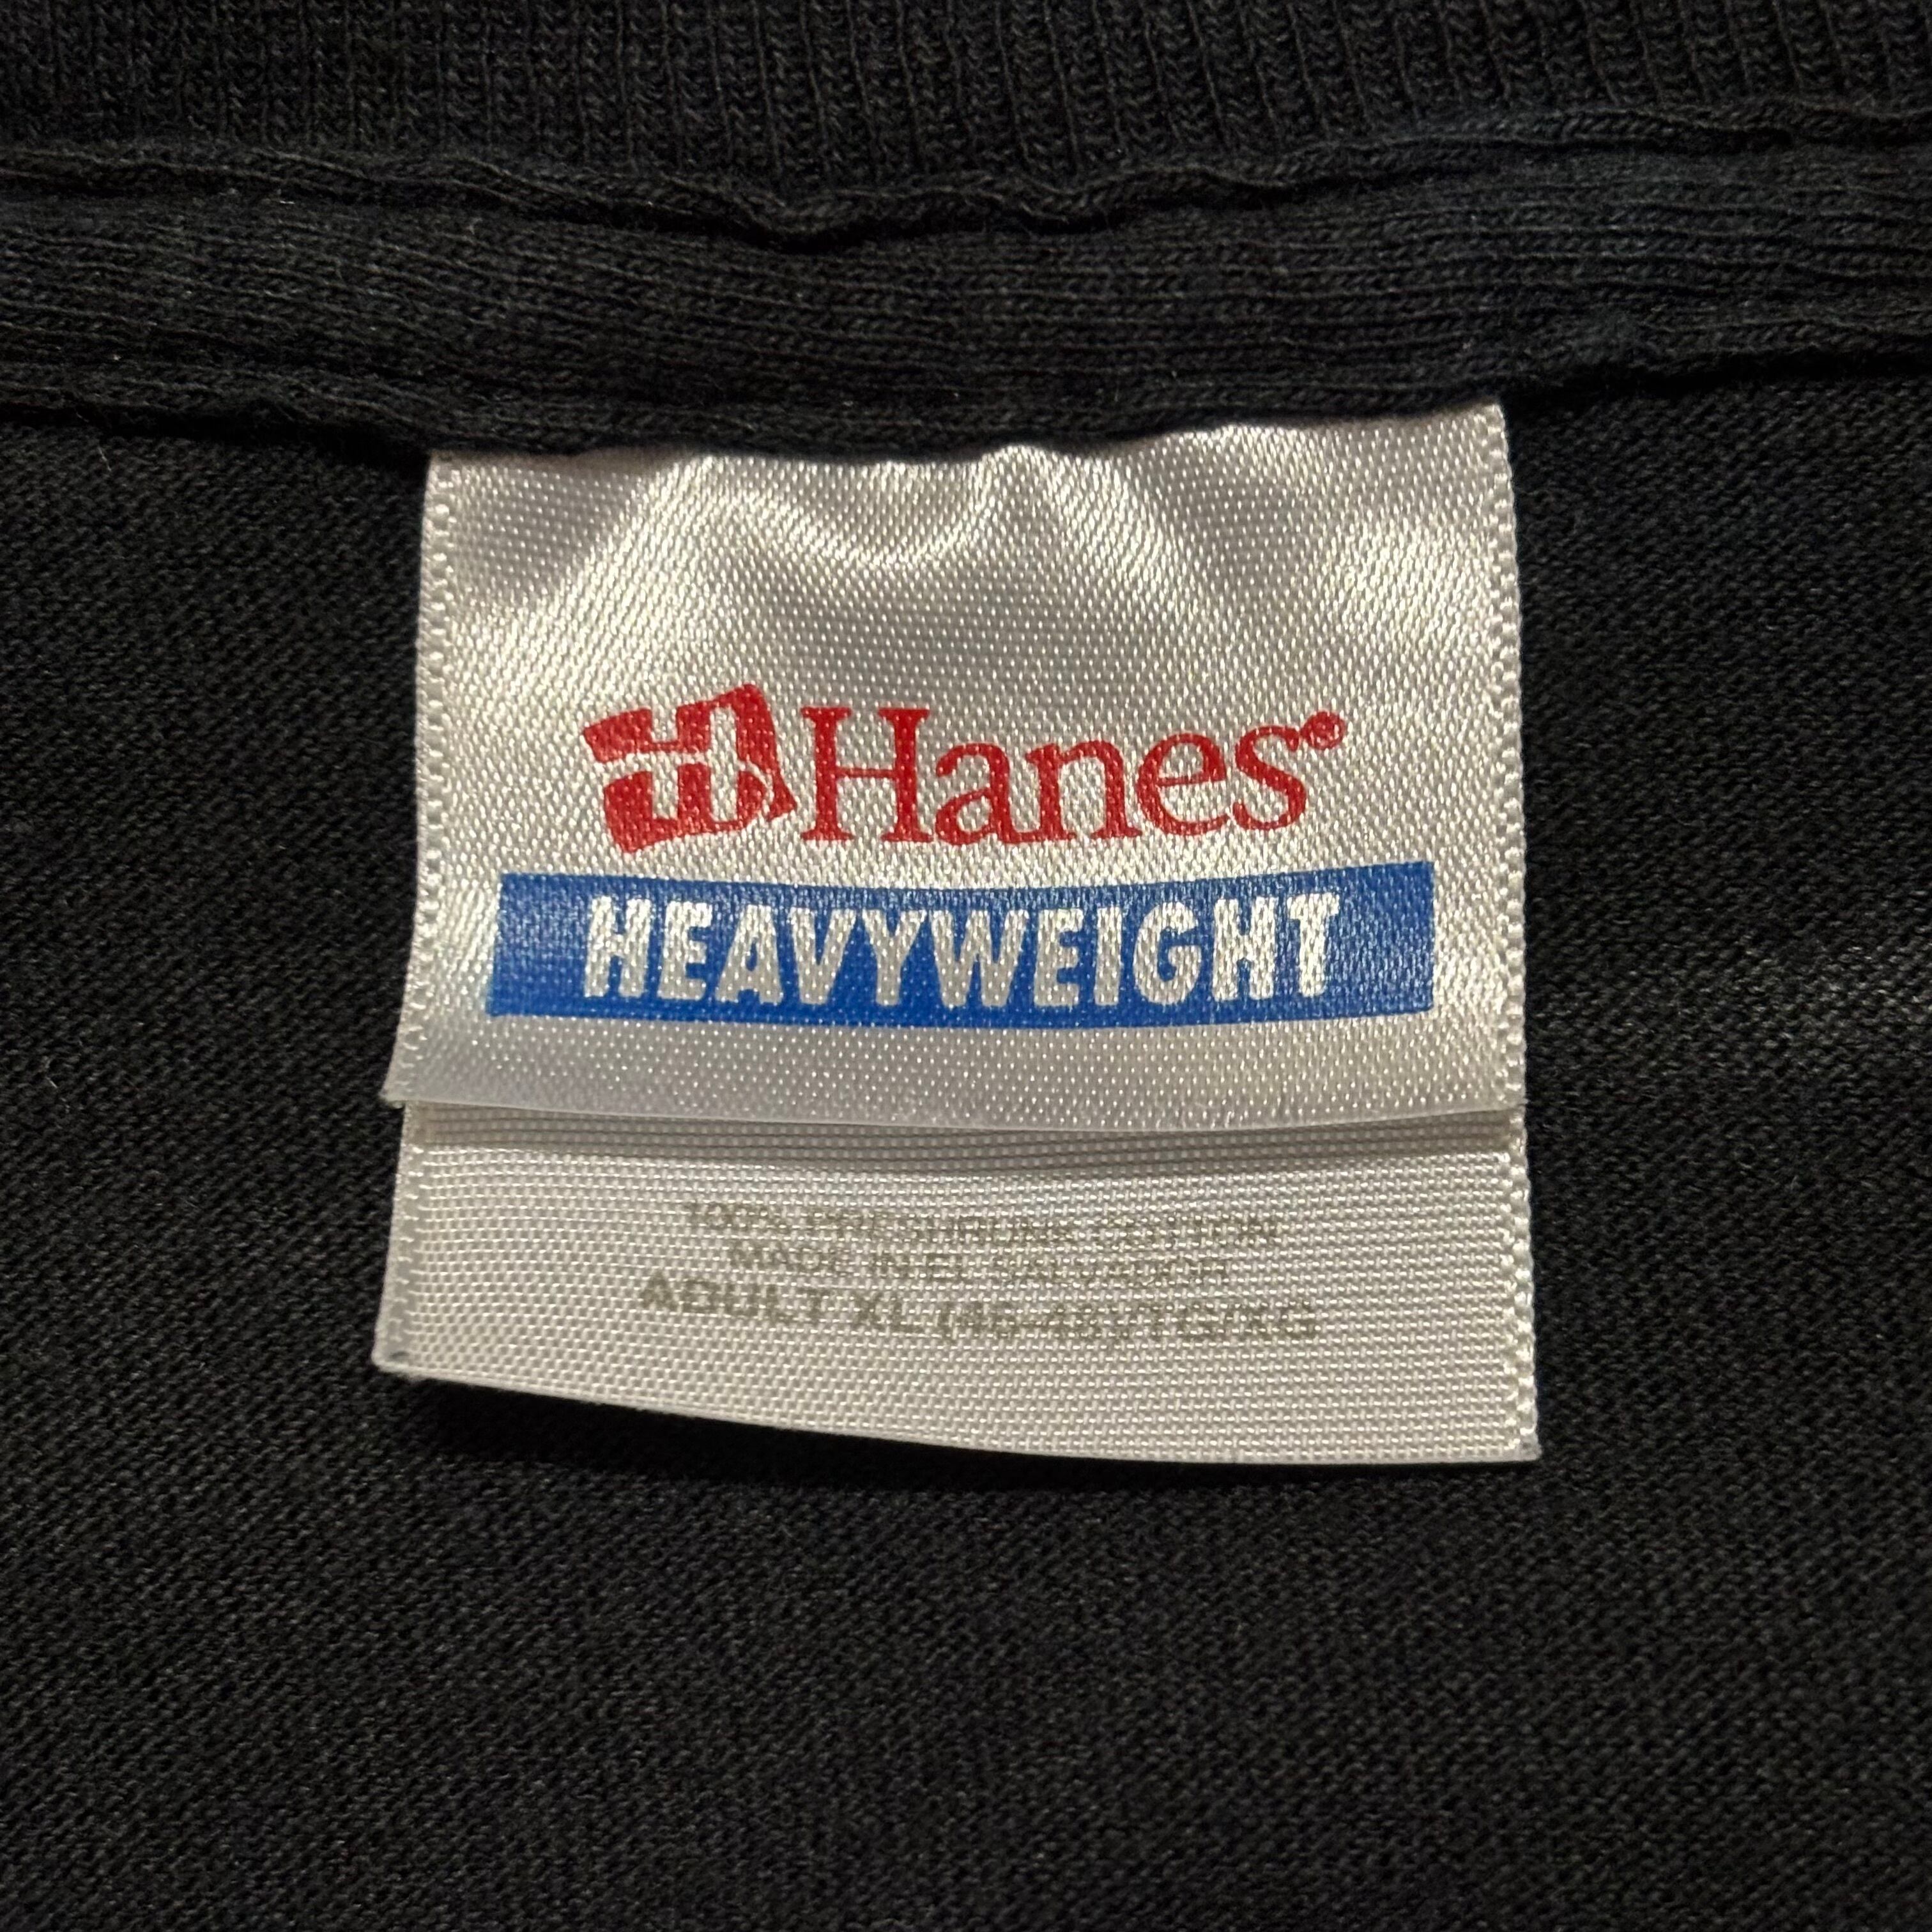 H Hanes
HEAVYWEIGHT
100% PRESHRUNK COTTON
MADE IN EL SALVADOR
ADULT XL (46-48)/TG/XG